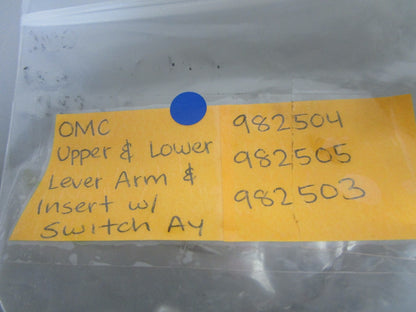 OMC
Upper & Lower
Lever Arm &
Insert w/
Switch Ay
982504
982505
982503